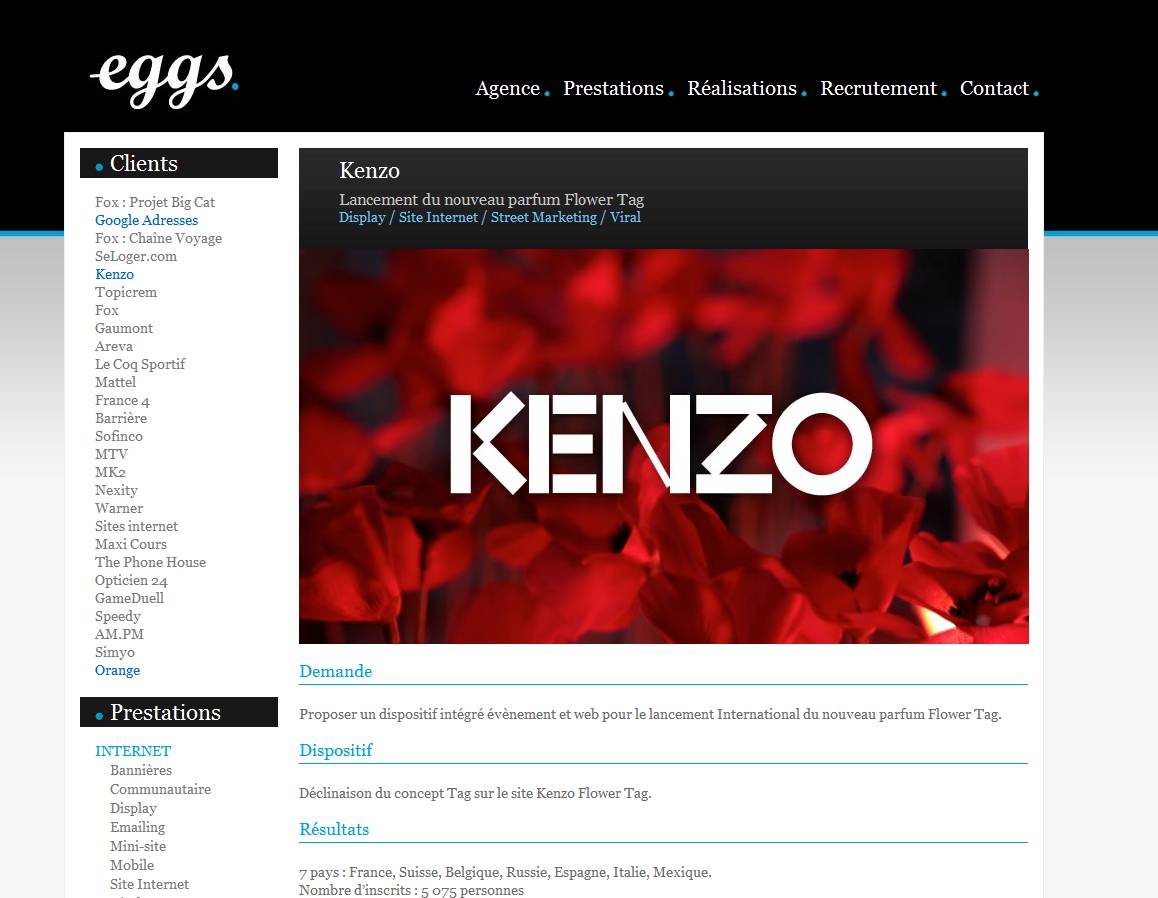 eggs.
Agence. Prestations. Réalisations. Recrutement. Contact.
Clients
Fox : Projet Big Cat
Google Adresses
Fox : Chaîne Voyage
SeLoger.com
Kenzo
Topicrem
Fox
Gaumont
Areva
Le Coq Sportif
Mattel
France 4
Barrière
Sofinco
MTV
MK2
Nexity
Warner
Sites internet
Maxi Cours
The Phone House
Opticien 24
GameDuell
Speedy
AM.PM
Simyo
Orange
Prestations
INTERNET
Bannières
Communautaire
Display
Emailing
Mini-site
Mobile
Site Internet
Kenzo
Lancement du nouveau parfum Flower Tag
Display / Site Internet / Street Marketing / Viral
KENZO
Demande
Proposer un dispositif intégré évènement et web pour le lancement International du nouveau parfum Flower Tag.
Dispositif
Déclinaison du concept Tag sur le site Kenzo Flower Tag.
Résultats
7 pays : France, Suisse, Belgique, Russie, Espagne, Italie, Mexique.
Nombre d'inscrits : 5 075 personnes